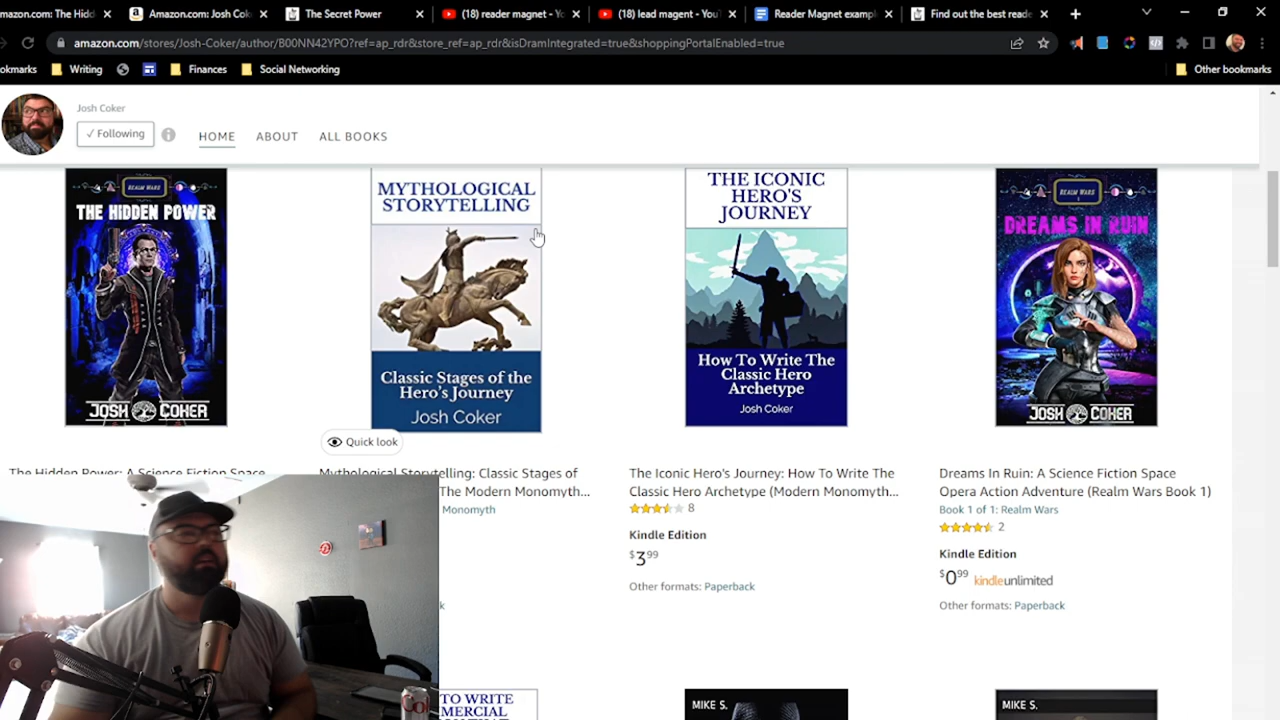 amazon.com: The Hidd
Amazon.com: Josh Cok
The Secret Power
(18) reader magnet - Yo
(18) lead magent - You
Reader Magnet exampl
Find out the best reade
amazon.com/stores/Josh-Coker/author/B00NN42YPO?ref=ap_rdr&store_ref=ap_rdr&isDramIntegrated=true&shoppingPortalEnabled=true
okmarks
Writing
Finances
Social Networking
Other bookmarks
Josh Coker
✓ Following
HOME
ABOUT
ALL BOOKS
REALM WARS
THE HIDDEN POWER
JOSH COKER
MYTHOLOGICAL
STORYTELLING
Classic Stages of the
Hero's Journey
Josh Coker
THE ICONIC
HERO'S
JOURNEY
How To Write The
Classic Hero
Archetype
Josh Coker
REALM WARS
DREAMS IN RUIN
JOSH COKER
Quick look
The Hidden Power: A Science Fiction Space
Mythological Storytelling: Classic Stages of
The Modern Monomyth...
Monomyth
The Iconic Hero's Journey: How To Write The
Classic Hero Archetype (Modern Monomyth...
8
Kindle Edition
$3.99
Other formats: Paperback
Dreams In Ruin: A Science Fiction Space
Opera Action Adventure (Realm Wars Book 1)
Book 1 of 1: Realm Wars
2
Kindle Edition
$0.99 kindleunlimited
Other formats: Paperback
TO WRITE
MERCIAL
MIKE S.
MIKE S.